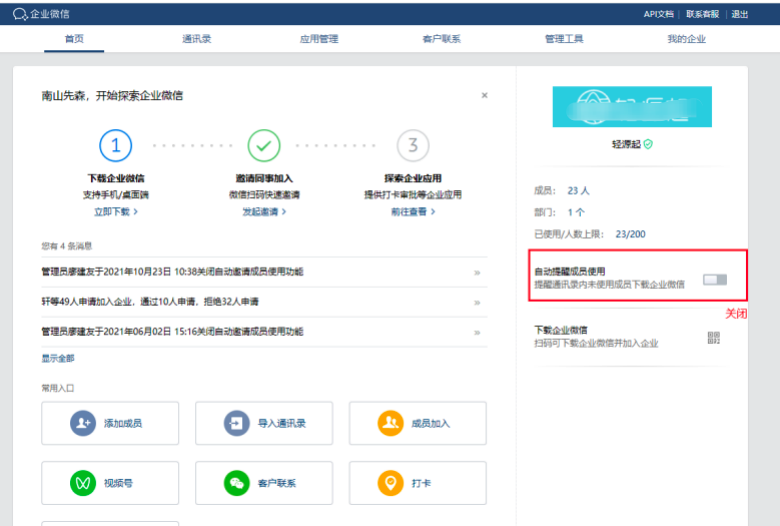 企业微信
API文档 | 联系客服 | 退出
首页 通讯录 应用管理 客户联系 管理工具 我的企业
南山先森，开始探索企业微信 ×
1 3
下载企业微信 邀请同事加入 探索企业应用
支持手机/桌面端 微信扫码快速邀请 提供打卡审批等企业应用
立即下载 › 发起邀请 › 前往查看 ›
您有 4 条消息
管理员廖建友于2021年10月23日 10:38关闭自动邀请成员使用功能 »
轩等49人申请加入企业，通过10人申请，拒绝32人申请 »
管理员廖建友于2021年06月02日 15:16关闭自动邀请成员使用功能 »
显示全部
常用入口
添加成员 导入通讯录 成员加入
视频号 客户联系 打卡
轻源起
成员： 23 人
部门： 1 个
已使用/人数上限： 23/200
自动提醒成员使用
提醒通讯录内未使用成员下载企业微信
关闭
下载企业微信
扫码可下载企业微信并加入企业